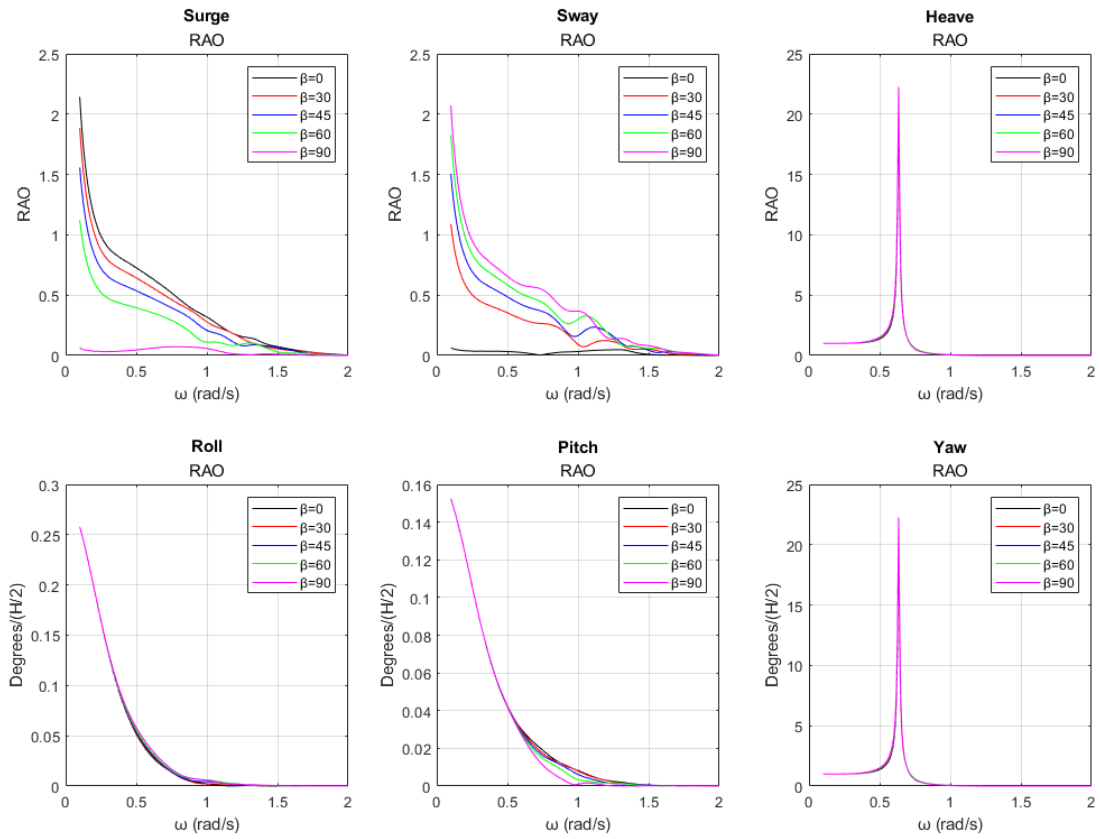 Surge
RAO
2.5
2
1.5
1
0.5
0
RAO
0 0.5 1 1.5 2
ω (rad/s)
β=0
β=30
β=45
β=60
β=90
Sway
RAO
2.5
2
1.5
1
0.5
0
RAO
0 0.5 1 1.5 2
ω (rad/s)
β=0
β=30
β=45
β=60
β=90
Heave
RAO
25
20
15
10
5
0
RAO
0 0.5 1 1.5 2
ω (rad/s)
β=0
β=30
β=45
β=60
β=90
Roll
RAO
0.3
0.25
0.2
0.15
0.1
0.05
0
Degrees/(H/2)
0 0.5 1 1.5 2
ω (rad/s)
β=0
β=30
β=45
β=60
β=90
Pitch
RAO
0.16
0.14
0.12
0.1
0.08
0.06
0.04
0.02
0
Degrees/(H/2)
0 0.5 1 1.5 2
ω (rad/s)
β=0
β=30
β=45
β=60
β=90
Yaw
RAO
25
20
15
10
5
0
Degrees/(H/2)
0 0.5 1 1.5 2
ω (rad/s)
β=0
β=30
β=45
β=60
β=90